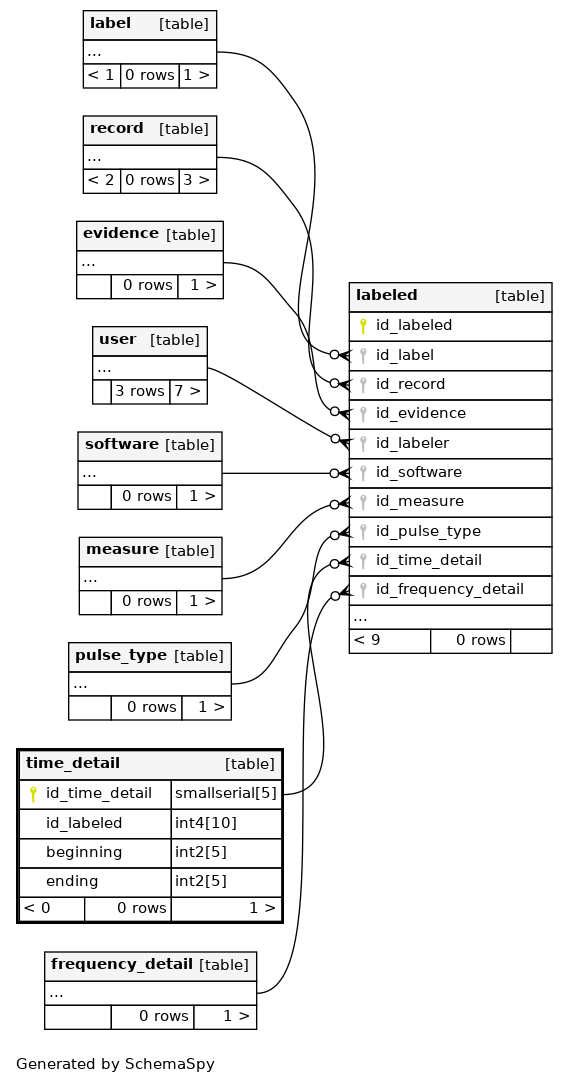 label [table]
...
< 1 0 rows 1 >
record [table]
...
< 2 0 rows 3 >
evidence [table]
...
0 rows 1 >
user [table]
...
3 rows 7 >
software [table]
...
0 rows 1 >
measure [table]
...
0 rows 1 >
pulse_type [table]
...
0 rows 1 >
time_detail [table]
id_time_detail smallserial[5]
id_labeled int4[10]
beginning int2[5]
ending int2[5]
< 0 0 rows 1 >
frequency_detail [table]
...
0 rows 1 >
labeled [table]
id_labeled
id_label
id_record
id_evidence
id_labeler
id_software
id_measure
id_pulse_type
id_time_detail
id_frequency_detail
...
< 9 0 rows
Generated by SchemaSpy